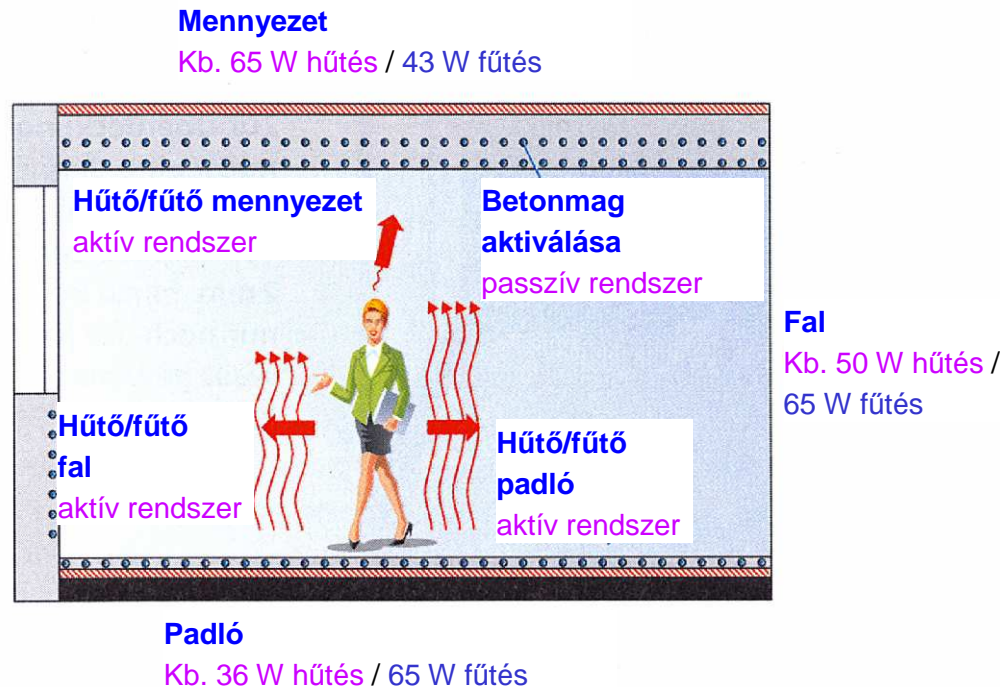 Mennyezet
Kb. 65 W hűtés / 43 W fűtés
Hűtő/fűtő mennyezet
aktív rendszer
Betonmag
aktiválása
passzív rendszer
Fal
Kb. 50 W hűtés /
65 W fűtés
Hűtő/fűtő
fal
aktív rendszer
Hűtő/fűtő
padló
aktív rendszer
Padló
Kb. 36 W hűtés / 65 W fűtés